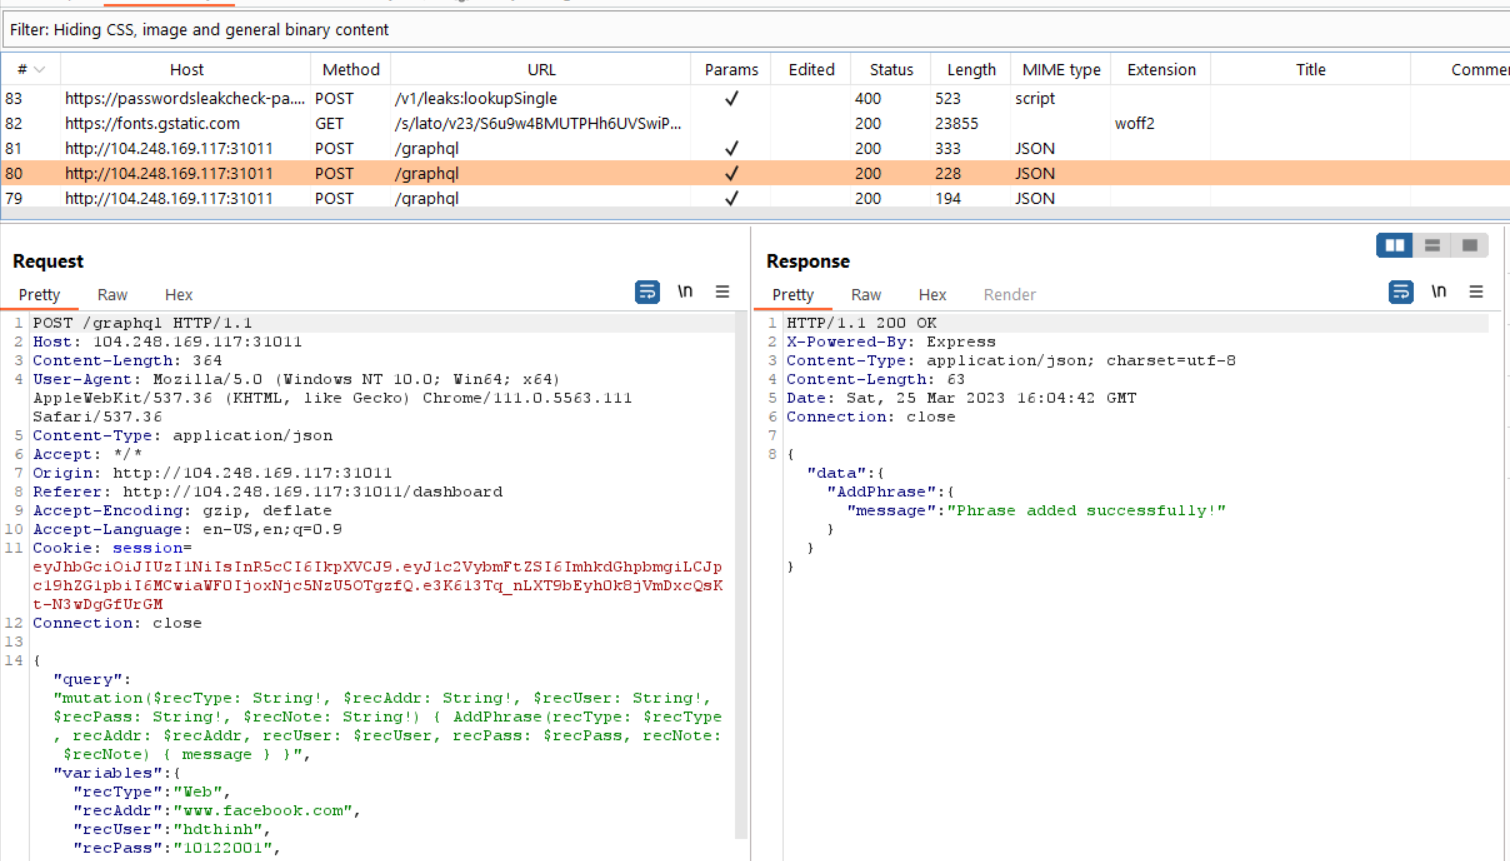 Filter: Hiding CSS, image and general binary content
# Host Method URL Params Edited Status Length MIME type Extension Title
83 https://passwordsleakcheck-pa.... POST /v1/leaks:lookupSingle ✓ 400 523 script
82 https://fonts.gstatic.com GET /s/lato/v23/S6u9w4BMUTPHh6UVSwiP... 200 23855 woff2
81 http://104.248.169.117:31011 POST /graphql ✓ 200 333 JSON
80 http://104.248.169.117:31011 POST /graphql ✓ 200 228 JSON
79 http://104.248.169.117:31011 POST /graphql ✓ 200 194 JSON
Request
Pretty Raw Hex \n
1 POST /graphql HTTP/1.1
2 Host: 104.248.169.117:31011
3 Content-Length: 364
4 User-Agent: Mozilla/5.0 (Windows NT 10.0; Win64; x64)
AppleWebKit/537.36 (KHTML, like Gecko) Chrome/111.0.5563.111
Safari/537.36
5 Content-Type: application/json
6 Accept: */*
7 Origin: http://104.248.169.117:31011
8 Referer: http://104.248.169.117:31011/dashboard
9 Accept-Encoding: gzip, deflate
10 Accept-Language: en-US,en;q=0.9
11 Cookie: session=
eyJhbGciOiJIUzI1NiIsInR5cCI6IkpXVCJ9.eyJ1c2VybmFtZSI6ImhkdGhpbmgiLCJp
c19hZG1pbiI6MCwiaWF0IjoxNjc5NzU5OTgzfQ.e3K613Tq_nLXT9bEyh0k8jVmDxcQsK
t-N3wDgGfUrGM
12 Connection: close
13
14 {
"query":
"mutation($recType: String!, $recAddr: String!, $recUser: String!,
$recPass: String!, $recNote: String!) { AddPhrase(recType: $recType
, recAddr: $recAddr, recUser: $recUser, recPass: $recPass, recNote:
$recNote) { message } }",
"variables":{
"recType":"Web",
"recAddr":"www.facebook.com",
"recUser":"hdthinh",
"recPass":"10122001",
Response
Pretty Raw Hex Render \n
1 HTTP/1.1 200 OK
2 X-Powered-By: Express
3 Content-Type: application/json; charset=utf-8
4 Content-Length: 63
5 Date: Sat, 25 Mar 2023 16:04:42 GMT
6 Connection: close
7
8 {
"data":{
"AddPhrase":{
"message":"Phrase added successfully!"
}
}
}